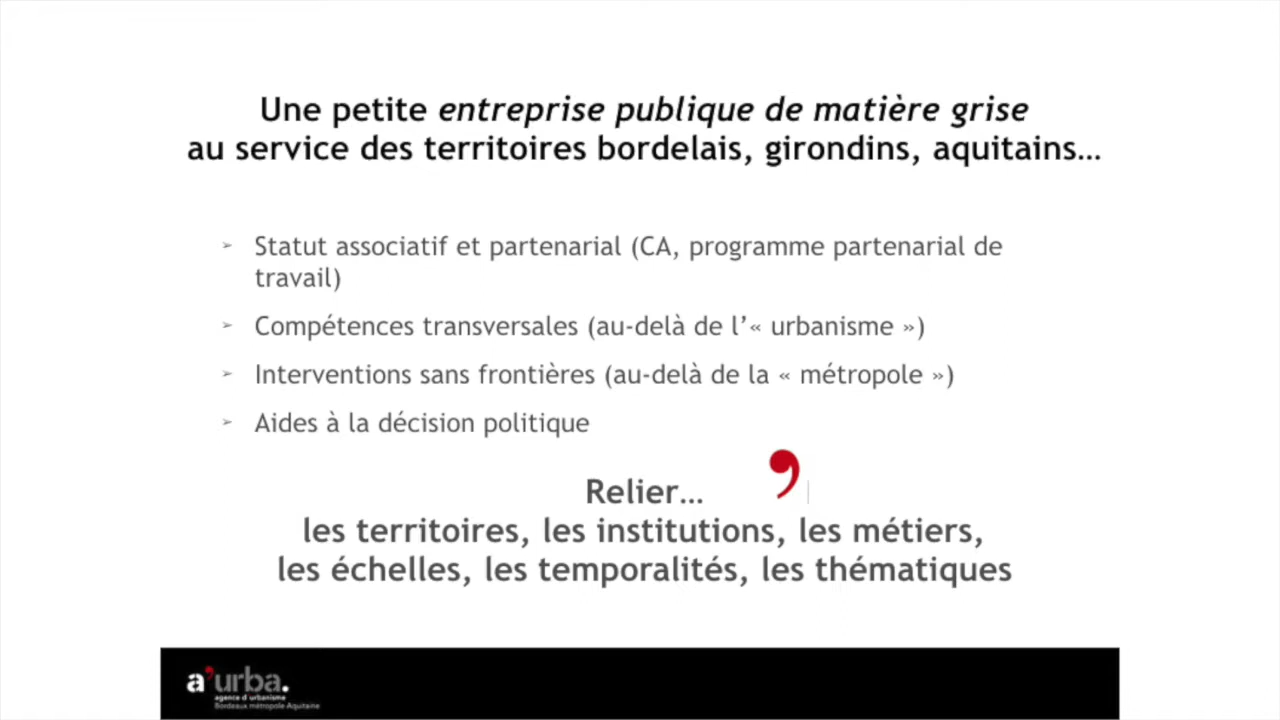 Une petite entreprise publique de matière grise
au service des territoires bordelais, girondins, aquitains…
➢ Statut associatif et partenarial (CA, programme partenarial de
travail)
➢ Compétences transversales (au-delà de l’« urbanisme »)
➢ Interventions sans frontières (au-delà de la « métropole »)
➢ Aides à la décision politique
Relier… ’
les territoires, les institutions, les métiers,
les échelles, les temporalités, les thématiques
a’urba.
agence d’urbanisme
Bordeaux métropole Aquitaine